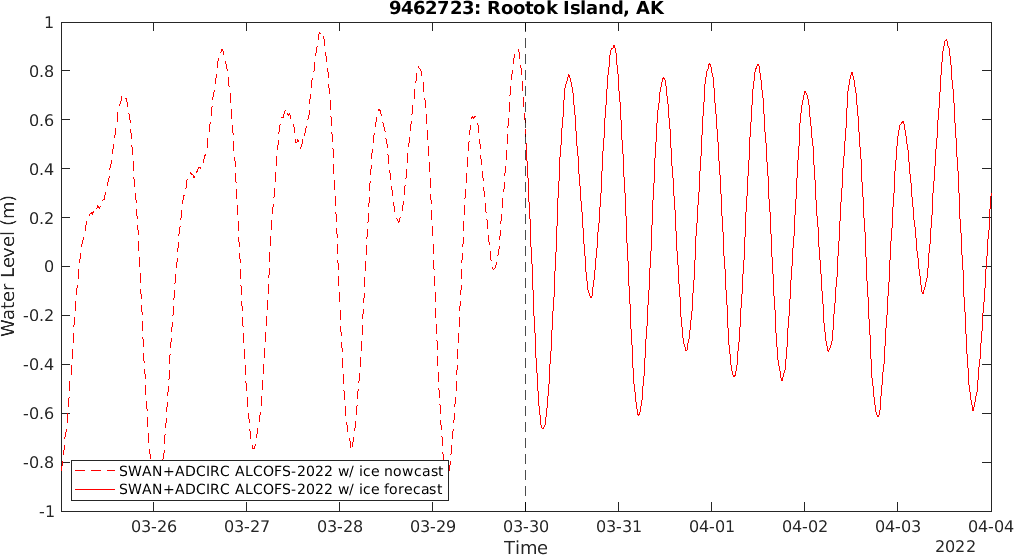 9462723: Rootok Island, AK
1
0.8
0.6
0.4
0.2
0
-0.2
-0.4
-0.6
-0.8
-1
Water Level (m)
SWAN+ADCIRC ALCOFS-2022 w/ ice nowcast
SWAN+ADCIRC ALCOFS-2022 w/ ice forecast
03-26 03-27 03-28 03-29 03-30 03-31 04-01 04-02 04-03 04-04
Time
2022